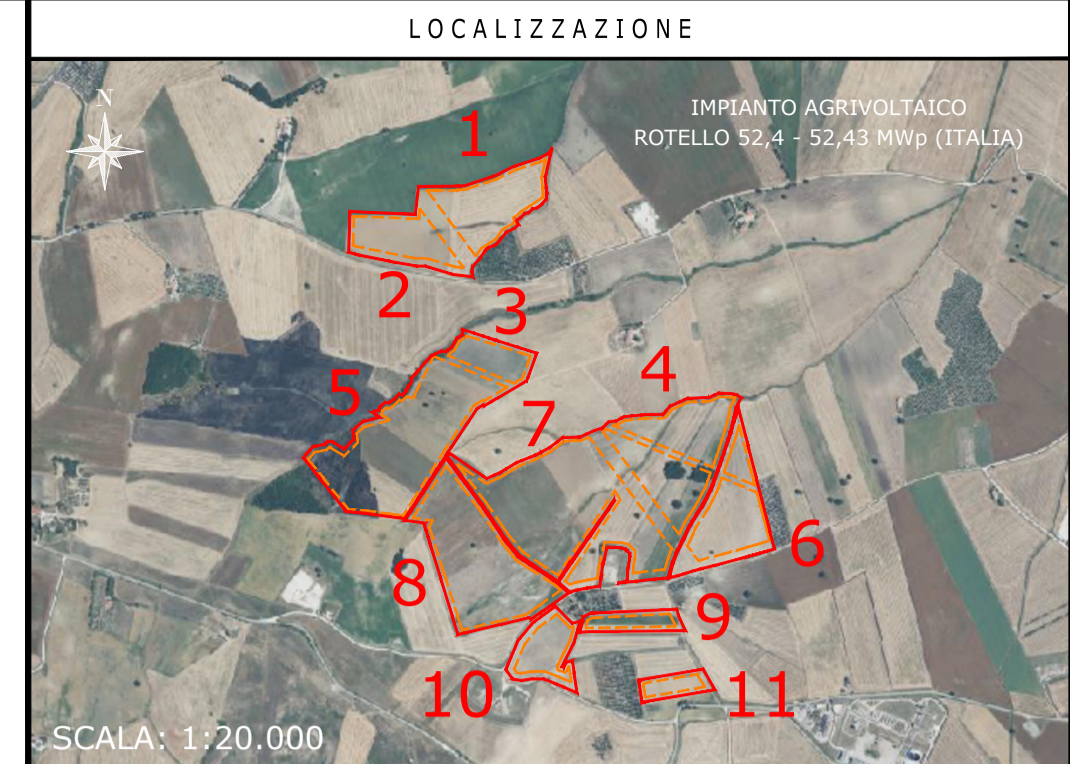 LOCALIZZAZIONE
N
IMPIANTO AGRIVOLTAICO
ROTELLO 52,4 - 52,43 MWp (ITALIA)
1
2
3
4
5
7
6
8
9
10
11
SCALA: 1:20.000